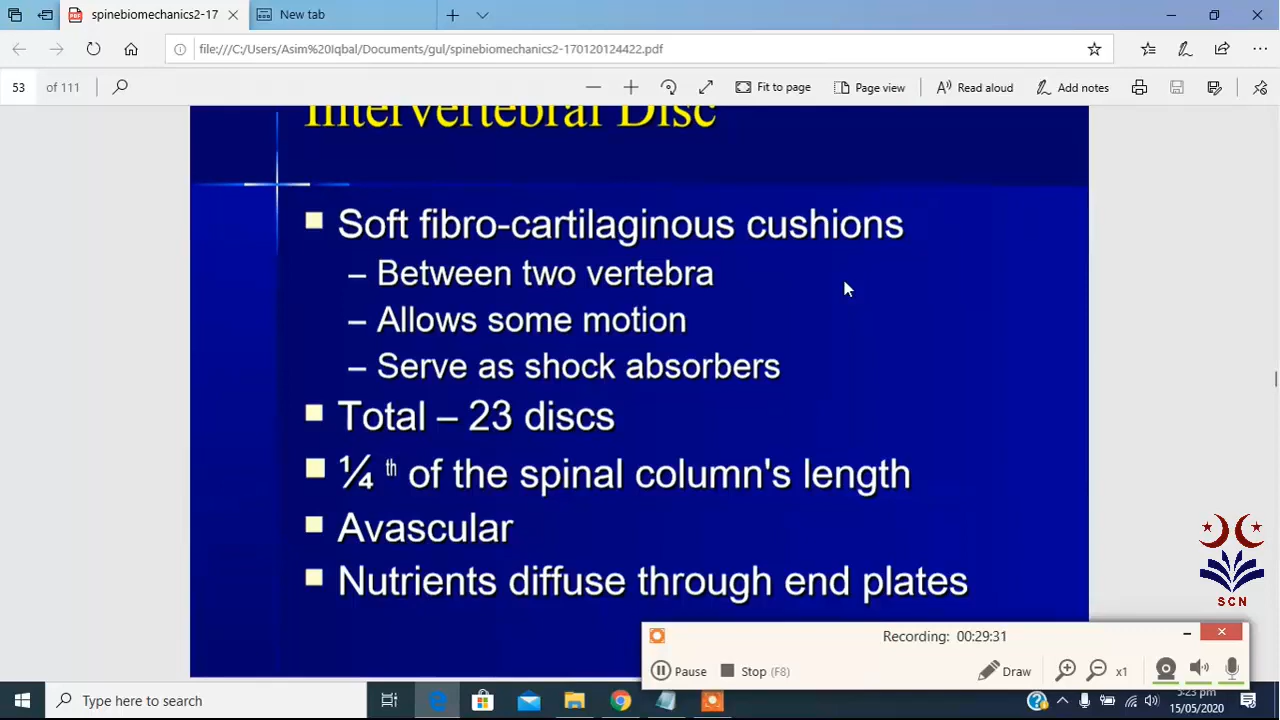 spinebiomechanics2-17
New tab
file:///C:/Users/Asim%20Iqbal/Documents/gul/spinebiomechanics2-170120124422.pdf
53 of 111
Fit to page
Page view
Read aloud
Add notes
Intervertebral Disc
Soft fibro-cartilaginous cushions
– Between two vertebra
– Allows some motion
– Serve as shock absorbers
Total – 23 discs
¼ th of the spinal column's length
Avascular
Nutrients diffuse through end plates
SCN
Recording: 00:29:31
Pause
Stop (F8)
Draw
x1
Type here to search
5:23 pm
15/05/2020